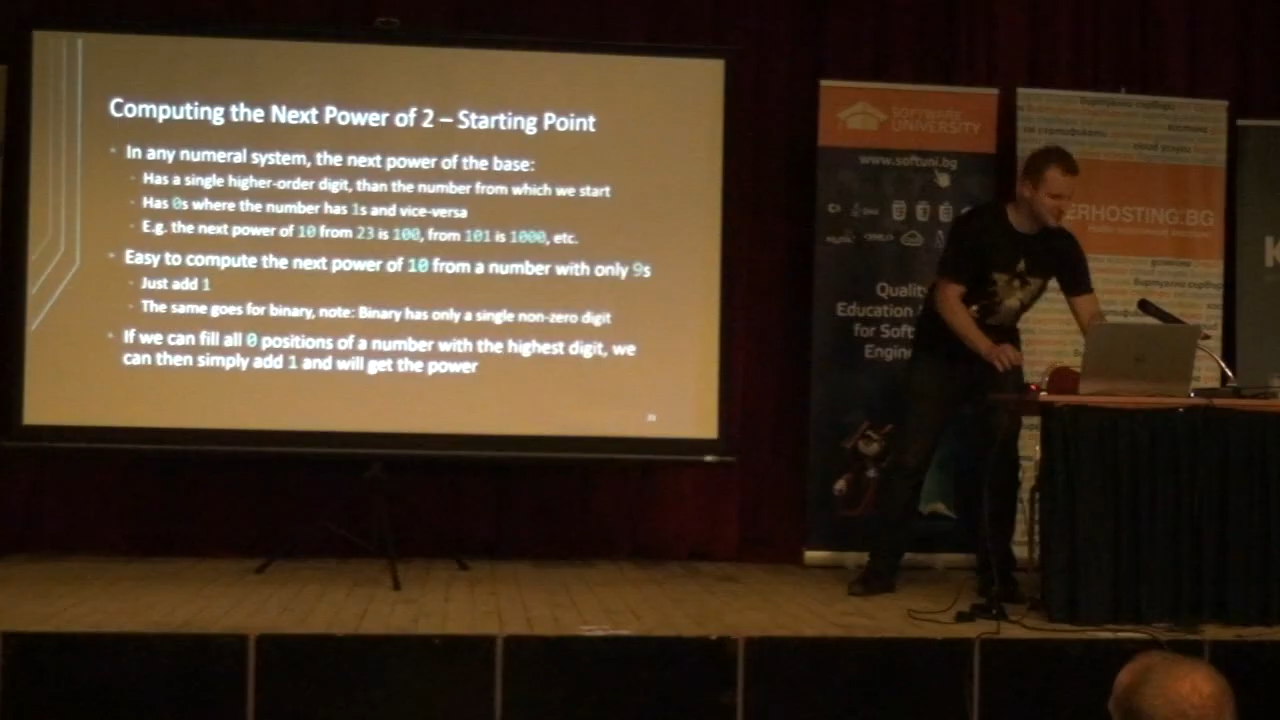 Computing the Next Power of 2 – Starting Point
In any numeral system, the next power of the base:
Has a single higher-order digit, than the number from which we start
Has 0s where the number has 1s and vice-versa
E.g. the next power of 10 from 23 is 100, from 101 is 1000, etc.
Easy to compute the next power of 10 from a number with only 9s
Just add 1
The same goes for binary, note: Binary has only a single non-zero digit
If we can fill all 0 positions of a number with the highest digit, we
can then simply add 1 and will get the power
SOFTWARE
UNIVERSITY
www.softuni.bg
Education
for
виртуални сървъри
хостинг
cloud услуги
ERHOSTING.BG
домейни